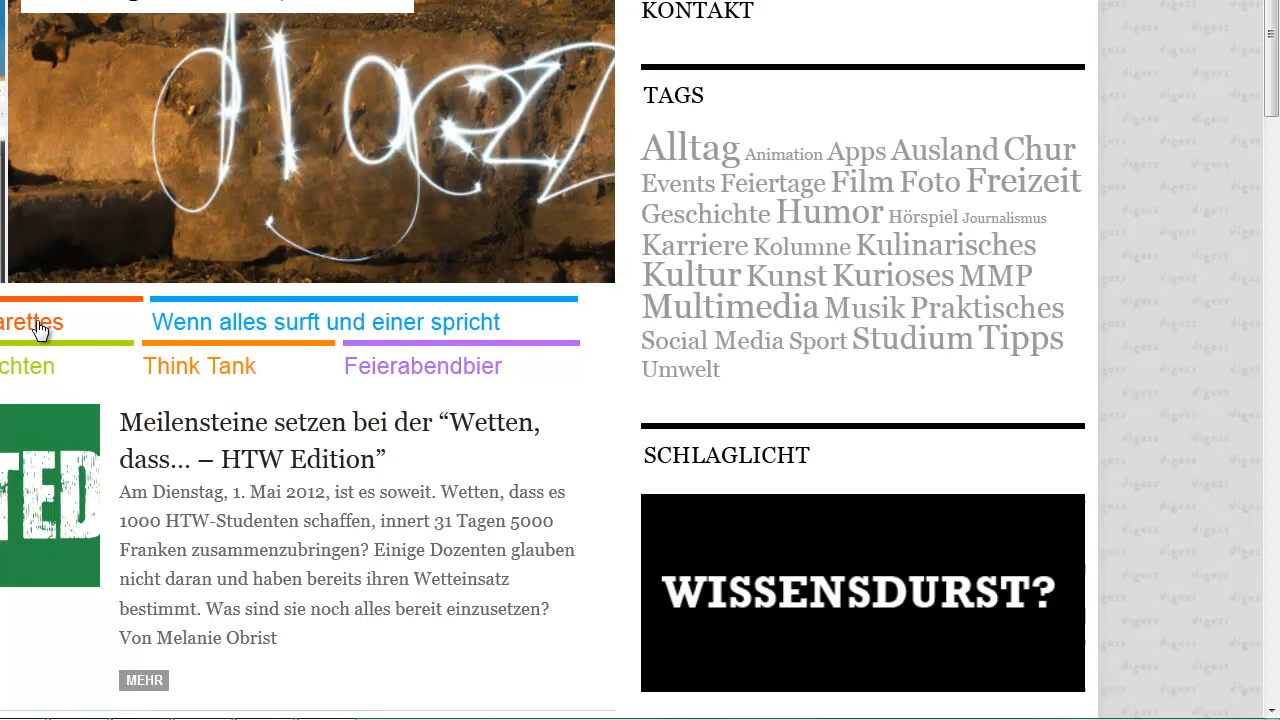 KONTAKT
TAGS
Alltag Animation Apps Ausland Chur
Events Feiertage Film Foto Freizeit
Geschichte Humor Hörspiel Journalismus
Karriere Kolumne Kulinarisches
Kultur Kunst Kurioses MMP
Multimedia Musik Praktisches
Social Media Sport Studium Tipps
Umwelt
SCHLAGLICHT
WISSENSDURST?
digezz
arettes
Wenn alles surft und einer spricht
chten
Think Tank
Feierabendbier
TED
Meilensteine setzen bei der “Wetten,
dass… – HTW Edition”
Am Dienstag, 1. Mai 2012, ist es soweit. Wetten, dass es
1000 HTW-Studenten schaffen, innert 31 Tagen 5000
Franken zusammenzubringen? Einige Dozenten glauben
nicht daran und haben bereits ihren Wetteinsatz
bestimmt. Was sind sie noch alles bereit einzusetzen?
Von Melanie Obrist
MEHR